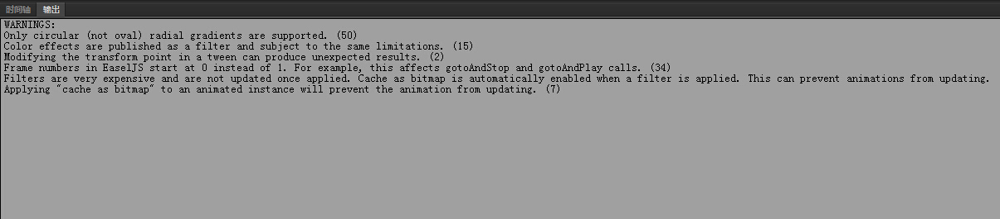 时间轴 输出
WARNINGS:
Only circular (not oval) radial gradients are supported. (50)
Color effects are published as a filter and subject to the same limitations. (15)
Modifying the transform point in a tween can produce unexpected results. (2)
Frame numbers in EaselJS start at 0 instead of 1. For example, this affects gotoAndStop and gotoAndPlay calls. (34)
Filters are very expensive and are not updated once applied. Cache as bitmap is automatically enabled when a filter is applied. This can prevent animations from updating.
Applying "cache as bitmap" to an animated instance will prevent the animation from updating. (7)